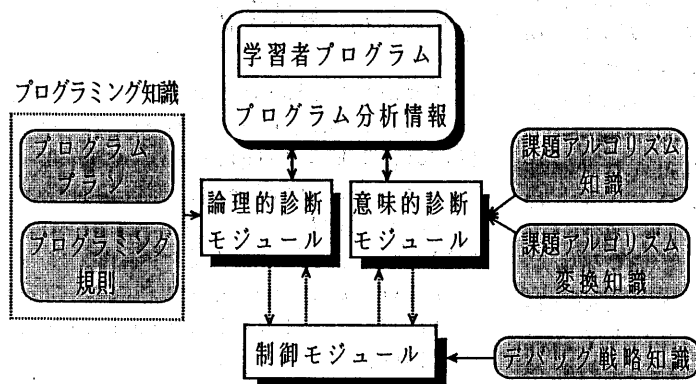 学習者プログラム
プログラム分析情報
プログラミング知識
プログラム
プラン
プログラミング
規則
論理的診断
モジュール
意味的診断
モジュール
課題アルゴリズム
知識
課題アルゴリズム
変換知識
制御モジュール
デバッグ戦略知識